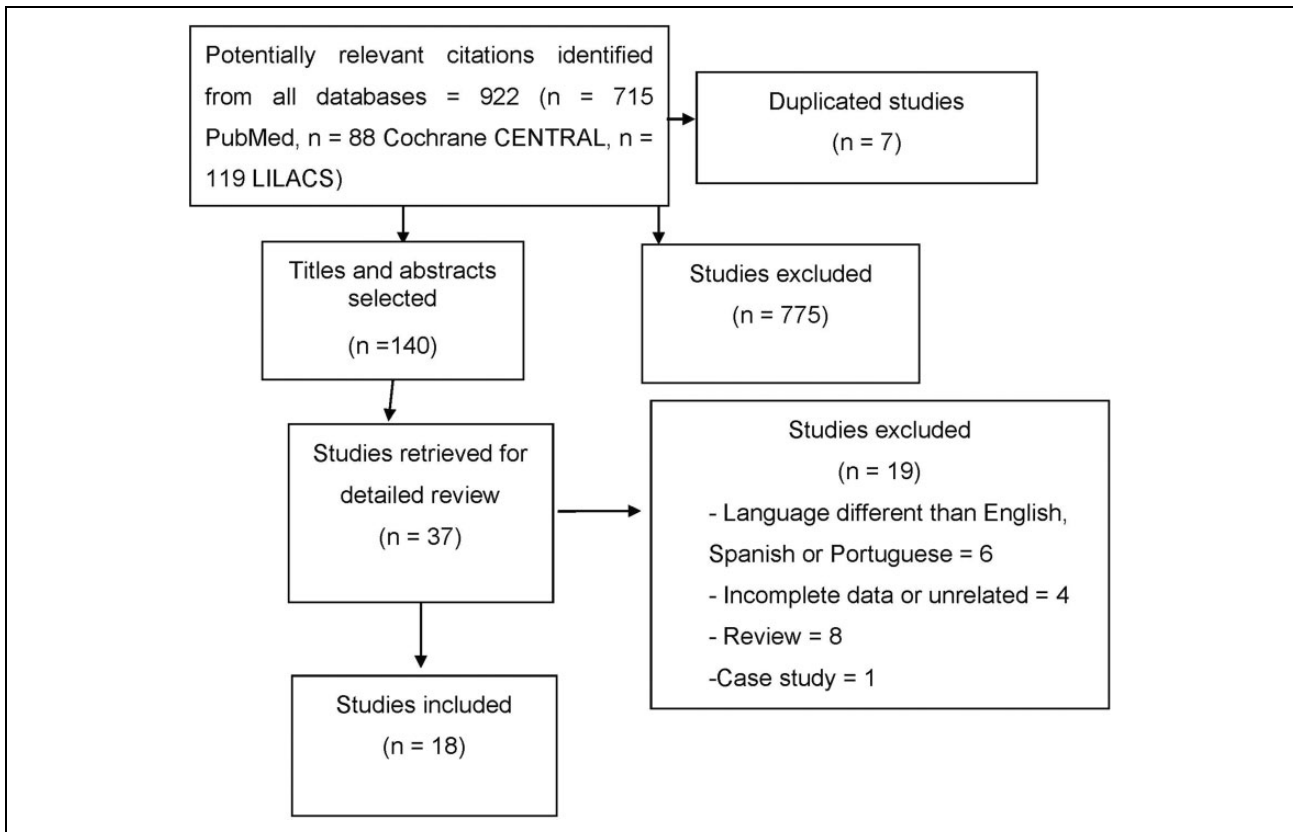 Potentially relevant citations identified
from all databases = 922 (n = 715
PubMed, n = 88 Cochrane CENTRAL, n =
119 LILACS)
Duplicated studies
(n = 7)
Titles and abstracts
selected
(n =140)
Studies excluded
(n = 775)
Studies retrieved for
detailed review
(n = 37)
Studies excluded
(n = 19)
- Language different than English,
Spanish or Portuguese = 6
- Incomplete data or unrelated = 4
- Review = 8
-Case study = 1
Studies included
(n = 18)